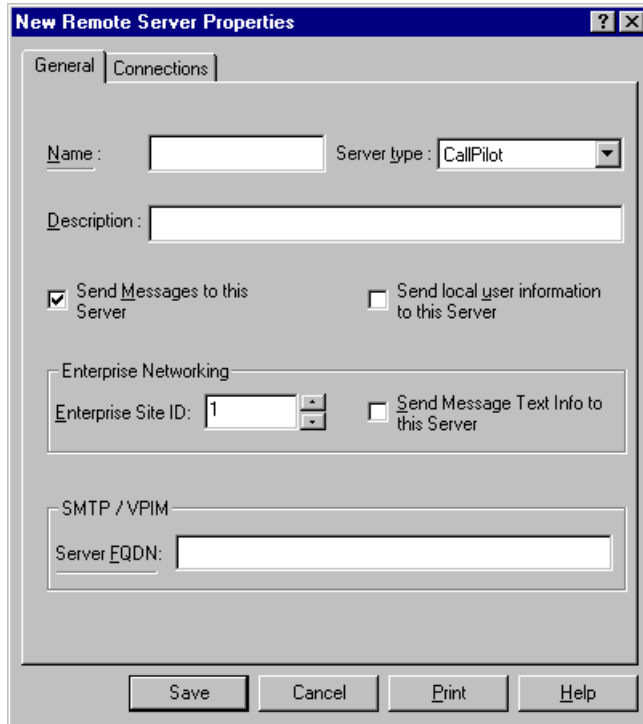 New Remote Server Properties
General Connections
Name : Server type : CallPilot
Description :
Send Messages to this Server
Send local user information to this Server
Enterprise Networking
Enterprise Site ID: 1
Send Message Text Info to this Server
SMTP / VPIM
Server FQDN:
Save Cancel Print Help